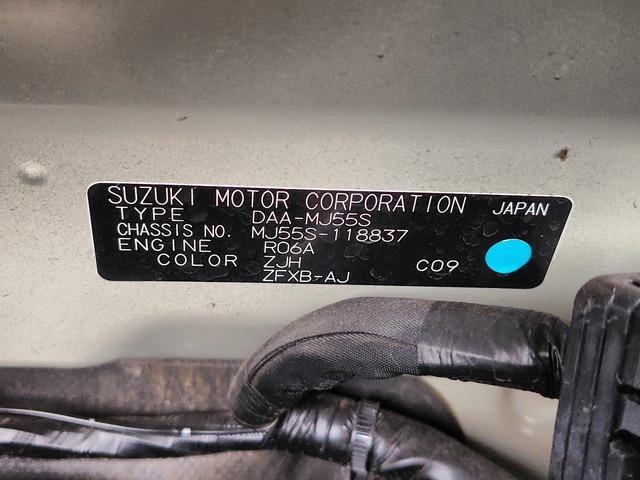 SUZUKI MOTOR CORPORATION JAPAN
TYPE DAA-MJ55S
CHASSIS NO. MJ55S-118837
ENGINE R06A
COLOR ZJH C09
ZFXB-AJ